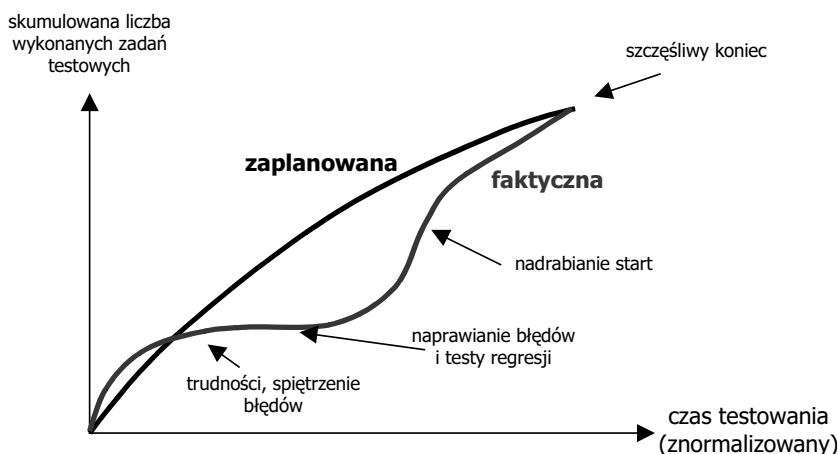 skumulowana liczba
wykonanych zadań
testowych
szczęśliwy koniec
zaplanowana
faktyczna
nadrabianie start
naprawianie błędów
i testy regresji
trudności, spiętrzenie
błędów
czas testowania
(znormalizowany)